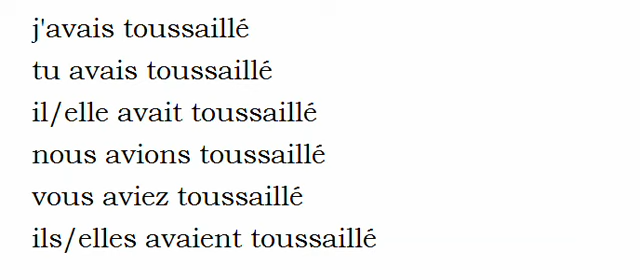 j'avais toussaillé
tu avais toussaillé
il/elle avait toussaillé
nous avions toussaillé
vous aviez toussaillé
ils/elles avaient toussaillé